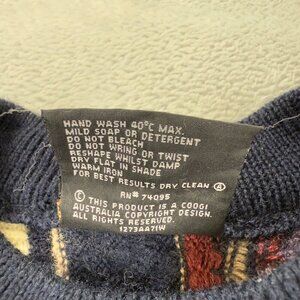 HAND WASH 40°C MAX.
MILD SOAP OR DETERGENT
DO NOT BLEACH
DO NOT WRING OR TWIST
RESHAPE WHILST DAMP
DRY FLAT IN SHADE
WARM IRON
FOR BEST RESULTS DRY CLEAN Ⓐ
RN# 74095
© THIS PRODUCT IS A COOGI
AUSTRALIA COPYRIGHT DESIGN.
ALL RIGHTS RESERVED.
1273AA71W